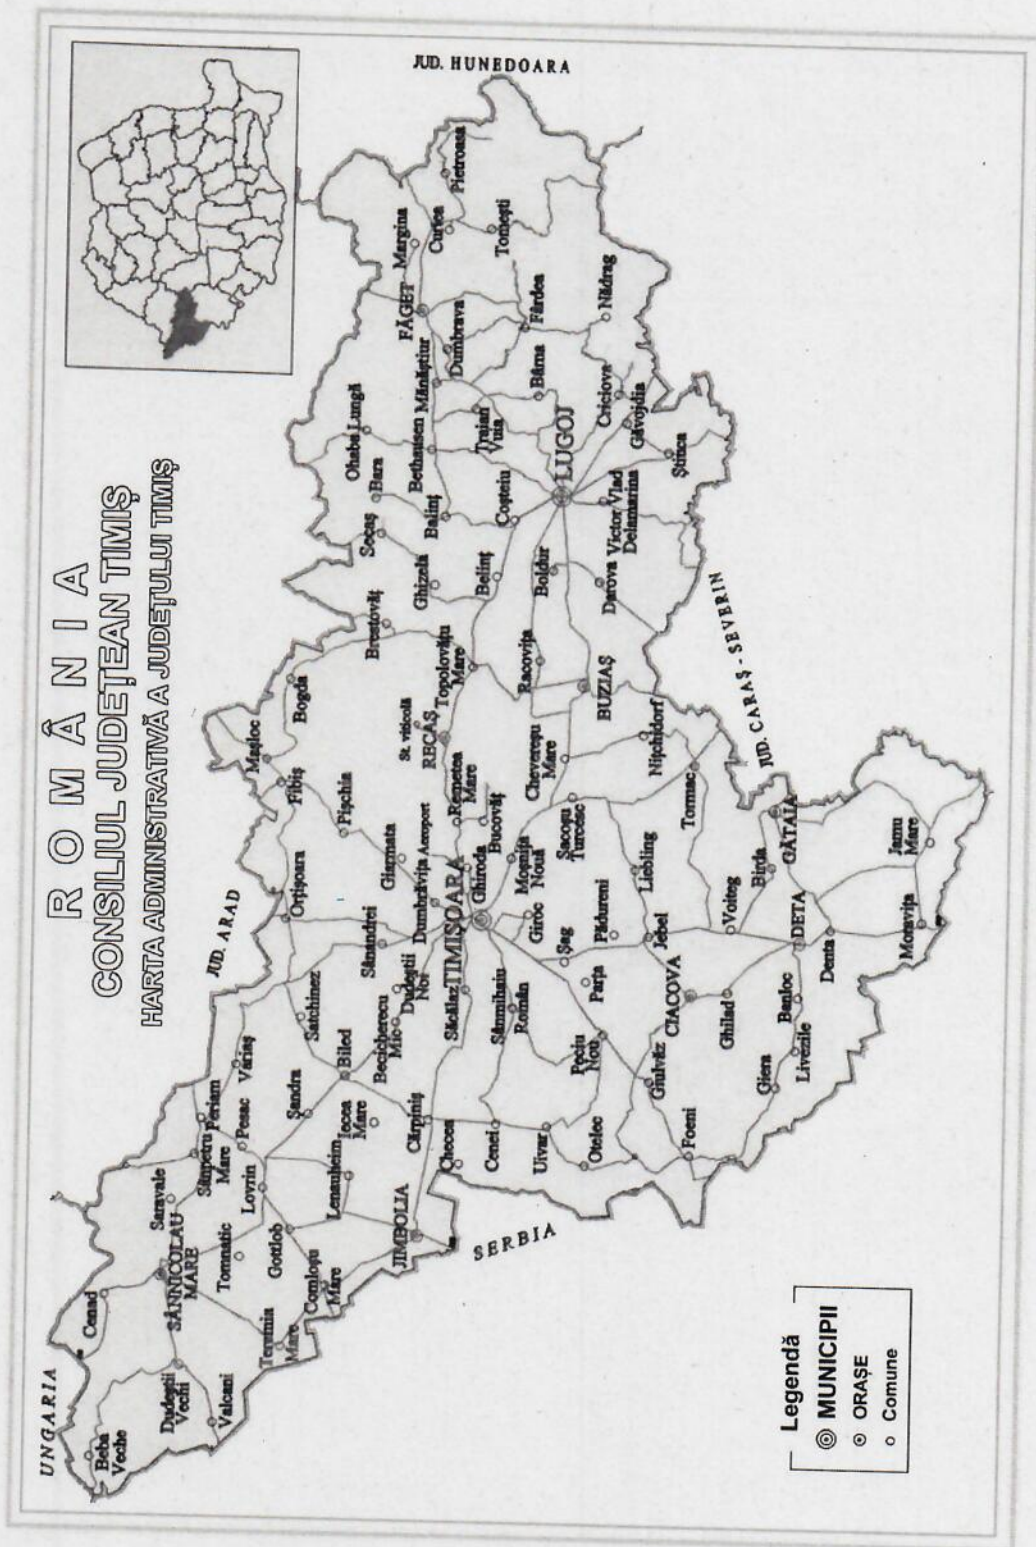 R O M Â N I A
CONSILIUL JUDEȚEAN TIMIȘ
HARTA ADMINISTRATIVĂ A JUDEȚULUI TIMIȘ
UNGARIA
JUD. ARAD
JUD. HUNEDOARA
JUD. CARAȘ - SEVERIN
SERBIA
Beba
Veche
Cenad
Dudeștii
Vechi
Valcani
SÂNNICOLAU
MARE
Saravale
Teremia
Mare
Tomnatic
Sânpetru
Mare
Periam
Pesac
Variaș
Lovrin
Gottlob
Comloșu
Mare
Șandra
Lenauheim
Iecea
Mare
Biled
Satchinez
Orțișoara
JIMBOLIA
Cărpiniș
Checea
Becicherecu
Mic
Dudeștii
Noi
Sânandrei
Dumbrăvița
Aeroport
Giarmata
Pișchia
Fibiș
Mașloc
Bogda
Brestovăț
Săcălaz
TIMIȘOARA
Ghiroda
Remetea
Mare
St. viticolă
RECAȘ
Topolovățu
Mare
Bucovăț
Moșnița
Nouă
Giroc
Cenei
Sânmihaiu
Român
Uivar
Otelec
Peciu
Nou
Șag
Parța
Pădureni
Jebel
Liebling
Sacoșu
Turcesc
Chevereșu
Mare
Racovița
BUZIAȘ
Nițchidorf
Tormac
Foeni
Giulvăz
CIACOVA
Ghilad
Giera
Livezile
Banloc
DETA
Denta
Voiteg
Birda
GĂTAIA
Moravița
Jamu
Mare
Secaș
Ghizela
Belinț
Balinț
Bara
Ohaba Lungă
Bethausen
Mănăștiur
Coșteiu
Boldur
Darova
Victor Vlad
Delamarina
LUGOJ
Traian
Vuia
Dumbrava
FĂGET
Margina
Curtea
Pietroasa
Tomești
Fârdea
Nădrag
Bârna
Criciova
Găvojdia
Știuca
Legendă
MUNICIPII
ORAȘE
Comune